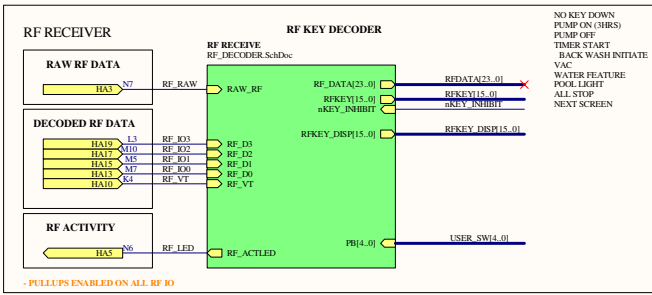 RF RECEIVER
RF KEY DECODER
NO KEY DOWN
PUMP ON (3HRS)
PUMP OFF
TIMER START
BACK WASH INITIATE
VAC
WATER FEATURE
POOL LIGHT
ALL STOP
NEXT SCREEN
RF RECEIVE
RF_DECODER.SchDoc
RAW RF DATA
HA3 N7 RF_RAW RAW_RF
RF_DATA[23..0] RFDATA[23..0]
RFKEY[15..0] RFKEY[15..0]
nKEY_INHIBIT nKEY_INHIBIT
RFKEY_DISP[15..0] RFKEY_DISP[15..0]
DECODED RF DATA
HA19 L3 RF_IO3 RF_D3
HA17 M10 RF_IO2 RF_D2
HA15 M5 RF_IO1 RF_D1
HA13 M7 RF_IO0 RF_D0
HA10 K4 RF_VT RF_VT
RF ACTIVITY
HA5 N6 RF_LED RF_ACTLED
PB[4..0] USER_SW[4..0]
- PULLUPS ENABLED ON ALL RF IO